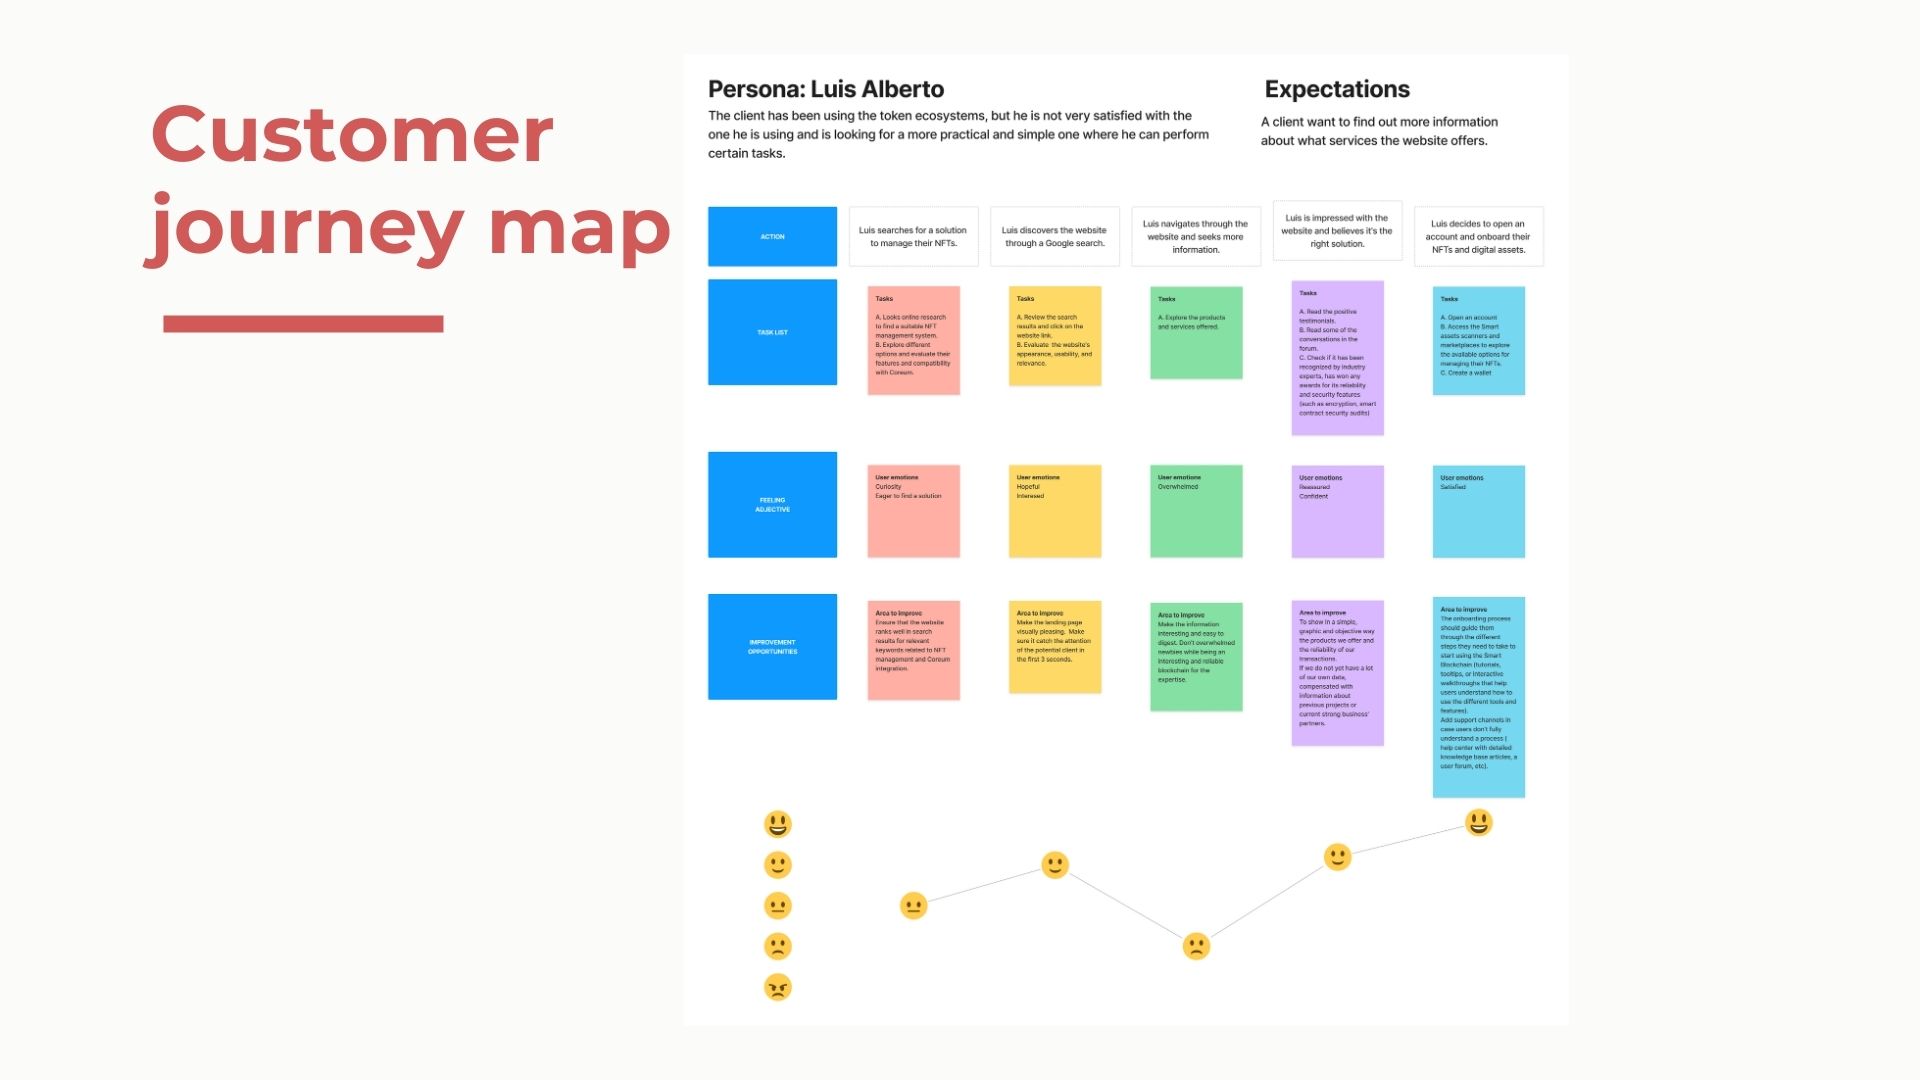 Customer
journey map
Persona: Luis Alberto
The client has been using the token ecosystems, but he is not very satisfied with the
one he is using and is looking for a more practical and simple one where he can perform
certain tasks.
Expectations
A client want to find out more information
about what services the website offers.
ACTION
Luis searches for a solution
to manage their NFTs.
Luis discovers the website
through a Google search.
Luis navigates through the
website and seeks more
information.
Luis is impressed with the
website and believes it's the
right solution.
Luis decides to open an
account and onboard their
NFTs and digital assets.
TASK LIST
Tasks
A. Looks online research
to find a suitable NFT
management system.
B. Explore different
options and evaluate their
features and compatibility
with Coreum.
Tasks
A. Review the search
results and click on the
website link.
B. Evaluate the website's
appearance, usability, and
relevance.
Tasks
A. Explore the products
and services offered.
Tasks
A. Read the positive
testimonials.
B. Read some of the
conversations in the
forum.
C. Check if it has been
recognized by industry
experts, has won any
awards for its reliability
and security features
(such as encryption, smart
contract security audits)
Tasks
A. Open an account
B. Access the Smart
assets scanners and
marketplaces to explore
the available options for
managing their NFTs.
C. Create a wallet
FEELING
ADJECTIVE
User emotions
Curiosity
Eager to find a solution
User emotions
Hopeful
Interesed
User emotions
Overwhelmed
User emotions
Reassured
Confident
User emotions
Satisfied
IMPROVEMENT
OPPORTUNITIES
Area to improve
Ensure that the website
ranks well in search
results for relevant
keywords related to NFT
management and Coreum
integration.
Area to improve
Make the landing page
visually pleasing. Make
sure it catch the attention
of the potential client in
the first 3 seconds.
Area to improve
Make the information
interesting and easy to
digest. Don't overwhelmed
newbies while being an
interesting and reliable
blockchain for the
expertise.
Area to improve
To show in a simple,
graphic and objective way
the products we offer and
the reliability of our
transactions.
If we do not yet have a lot
of our own data,
compensated with
information about
previous projects or
current strong business'
partners.
Area to improve
The onboarding process
should guide them
through the different
steps they need to take to
start using the Smart
Blockchain (tutorials,
tooltips, or interactive
walkthroughs that help
users understand how to
use the different tools and
features).
Add support channels in
case users don't fully
understand a process (
help center with detailed
knowledge base articles, a
user forum, etc).